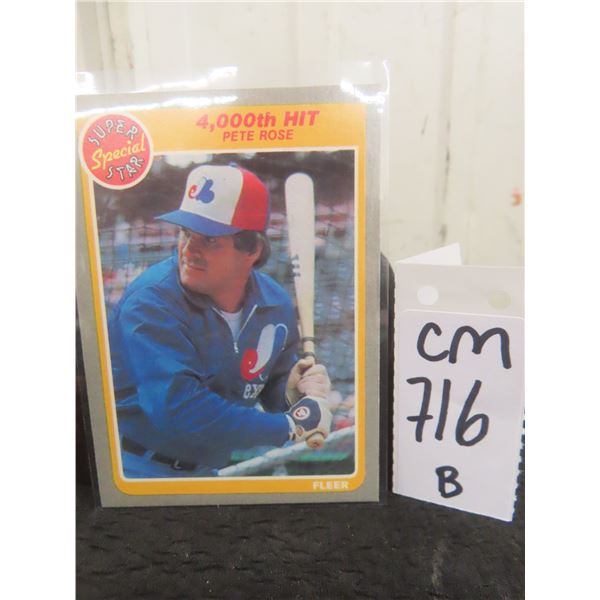 4,000th HIT
PETE ROSE
SUPER
Special
STAR
FLEER
CM
716
B